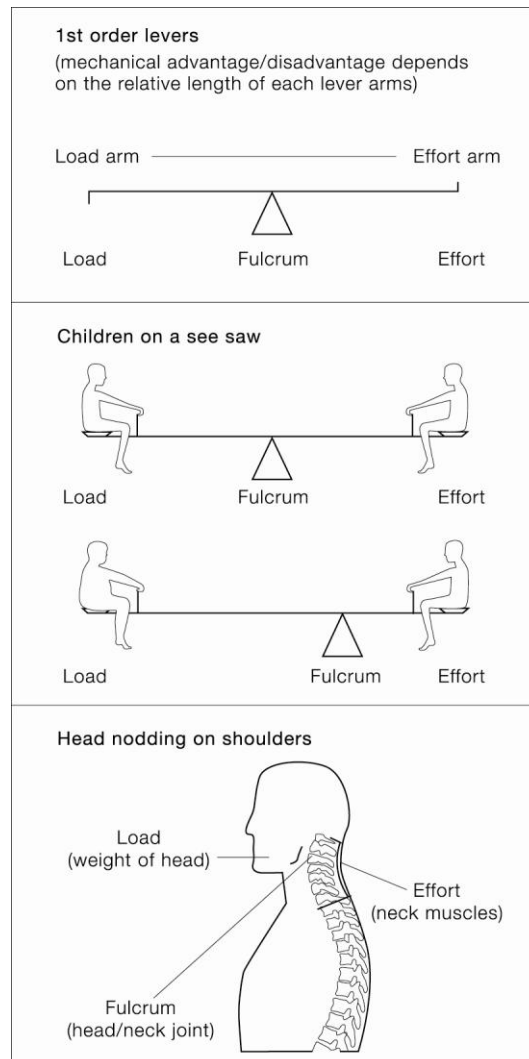 1st order levers
(mechanical advantage/disadvantage depends
on the relative length of each lever arms)
Load arm Effort arm
Load Fulcrum Effort
Children on a see saw
Load Fulcrum Effort
Load Fulcrum Effort
Head nodding on shoulders
Load
(weight of head)
Effort
(neck muscles)
Fulcrum
(head/neck joint)